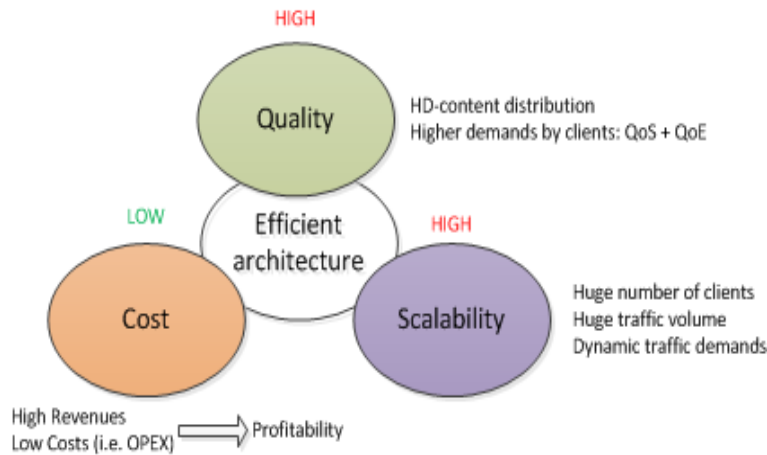 HIGH
Quality
HD-content distribution
Higher demands by clients: QoS + QoE
LOW
Efficient
architecture
HIGH
Cost
Scalability
Huge number of clients
Huge traffic volume
Dynamic traffic demands
High Revenues
Low Costs (i.e. OPEX)
Profitability